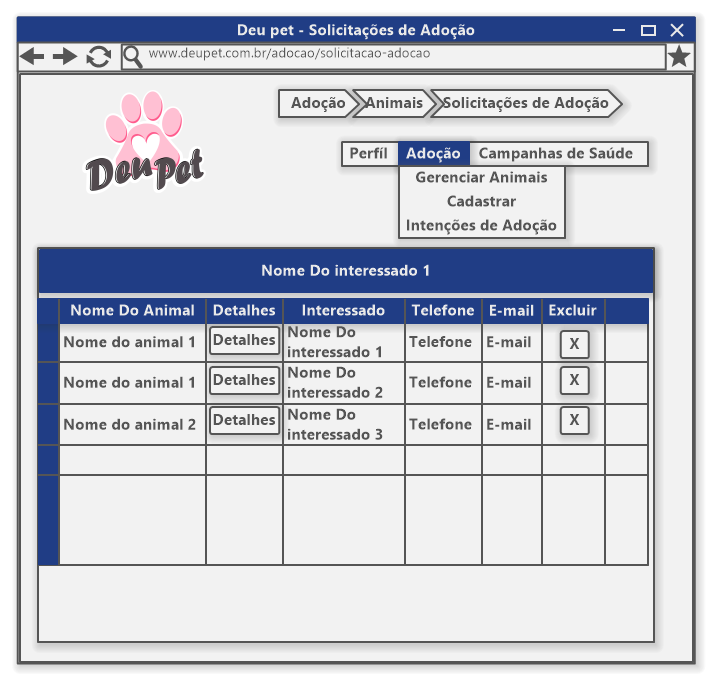 Deu pet - Solicitações de Adoção
www.deupet.com.br/adocao/solicitacao-adocao
Adoção Animais Solicitações de Adoção
Deu Pet
Perfíl Adoção Campanhas de Saúde
Gerenciar Animais
Cadastrar
Intenções de Adoção
Nome Do interessado 1
Nome Do Animal Detalhes Interessado Telefone E-mail Excluir
Nome do animal 1 Detalhes Nome Do interessado 1 Telefone E-mail X
Nome do animal 1 Detalhes Nome Do interessado 2 Telefone E-mail X
Nome do animal 2 Detalhes Nome Do interessado 3 Telefone E-mail X